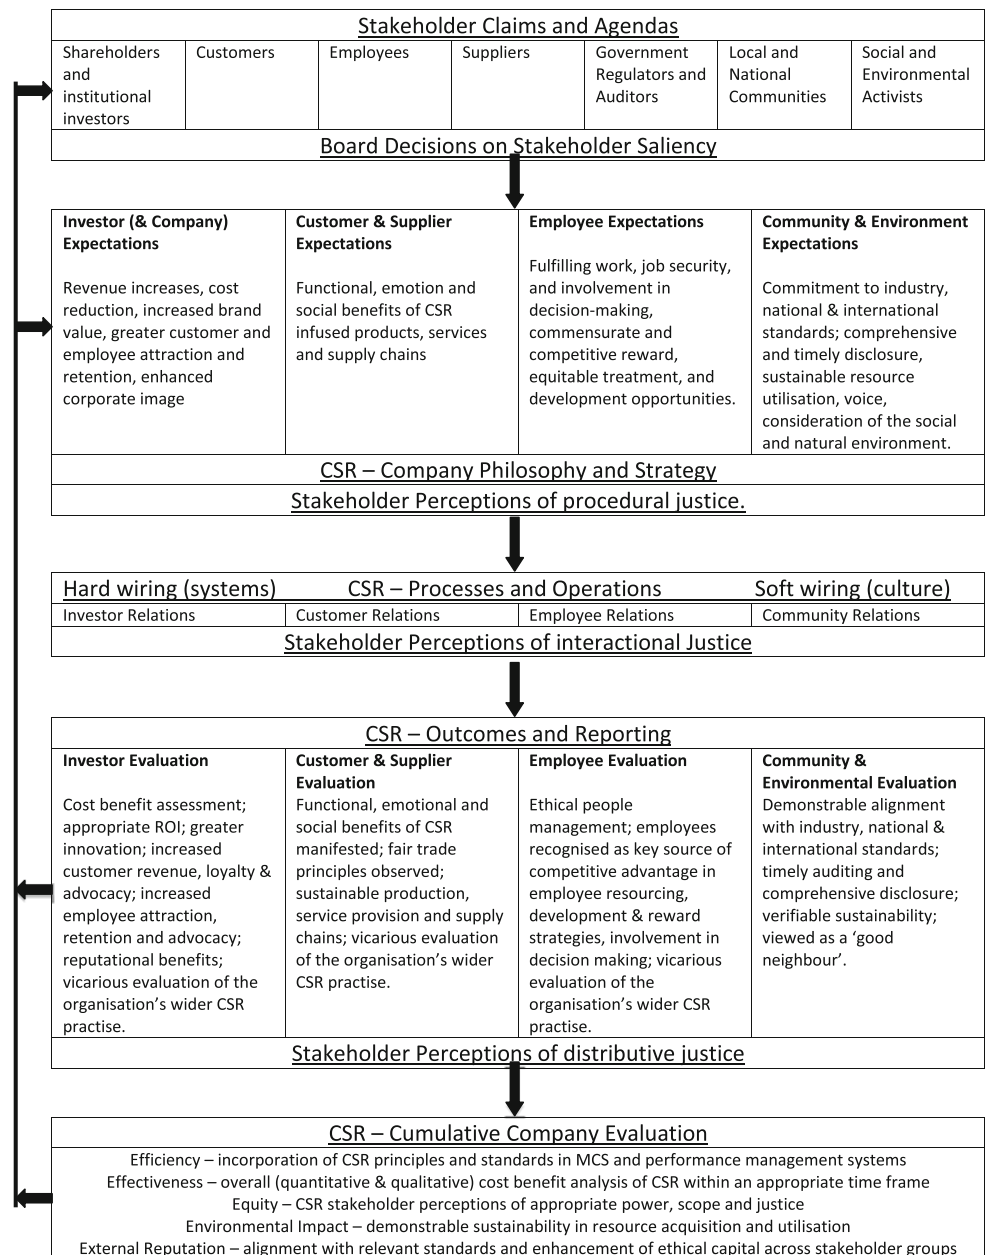 Stakeholder Claims and Agendas
Shareholders
and
institutional
investors
Customers
Employees
Suppliers
Government
Regulators and
Auditors
Local and
National
Communities
Social and
Environmental
Activists
Board Decisions on Stakeholder Saliency
Investor (& Company)
Expectations
Revenue increases, cost
reduction, increased brand
value, greater customer and
employee attraction and
retention, enhanced
corporate image
Customer & Supplier
Expectations
Functional, emotion and
social benefits of CSR
infused products, services
and supply chains
Employee Expectations
Fulfilling work, job security,
and involvement in
decision-making,
commensurate and
competitive reward,
equitable treatment, and
development opportunities.
Community & Environment
Expectations
Commitment to industry,
national & international
standards; comprehensive
and timely disclosure,
sustainable resource
utilisation, voice,
consideration of the social
and natural environment.
CSR – Company Philosophy and Strategy
Stakeholder Perceptions of procedural justice.
Hard wiring (systems) CSR – Processes and Operations Soft wiring (culture)
Investor Relations
Customer Relations
Employee Relations
Community Relations
Stakeholder Perceptions of interactional Justice
CSR – Outcomes and Reporting
Investor Evaluation
Cost benefit assessment;
appropriate ROI; greater
innovation; increased
customer revenue, loyalty &
advocacy; increased
employee attraction,
retention and advocacy;
reputational benefits;
vicarious evaluation of the
organisation’s wider CSR
practise.
Customer & Supplier
Evaluation
Functional, emotional and
social benefits of CSR
manifested; fair trade
principles observed;
sustainable production,
service provision and supply
chains; vicarious evaluation
of the organisation’s wider
CSR practise.
Employee Evaluation
Ethical people
management; employees
recognised as key source of
competitive advantage in
employee resourcing,
development & reward
strategies, involvement in
decision making; vicarious
evaluation of the
organisation’s wider CSR
practise.
Community &
Environmental Evaluation
Demonstrable alignment
with industry, national &
international standards;
timely auditing and
comprehensive disclosure;
verifiable sustainability;
viewed as a ‘good
neighbour’.
Stakeholder Perceptions of distributive justice
CSR – Cumulative Company Evaluation
Efficiency – incorporation of CSR principles and standards in MCS and performance management systems
Effectiveness – overall (quantitative & qualitative) cost benefit analysis of CSR within an appropriate time frame
Equity – CSR stakeholder perceptions of appropriate power, scope and justice
Environmental Impact – demonstrable sustainability in resource acquisition and utilisation
External Reputation – alignment with relevant standards and enhancement of ethical capital across stakeholder groups